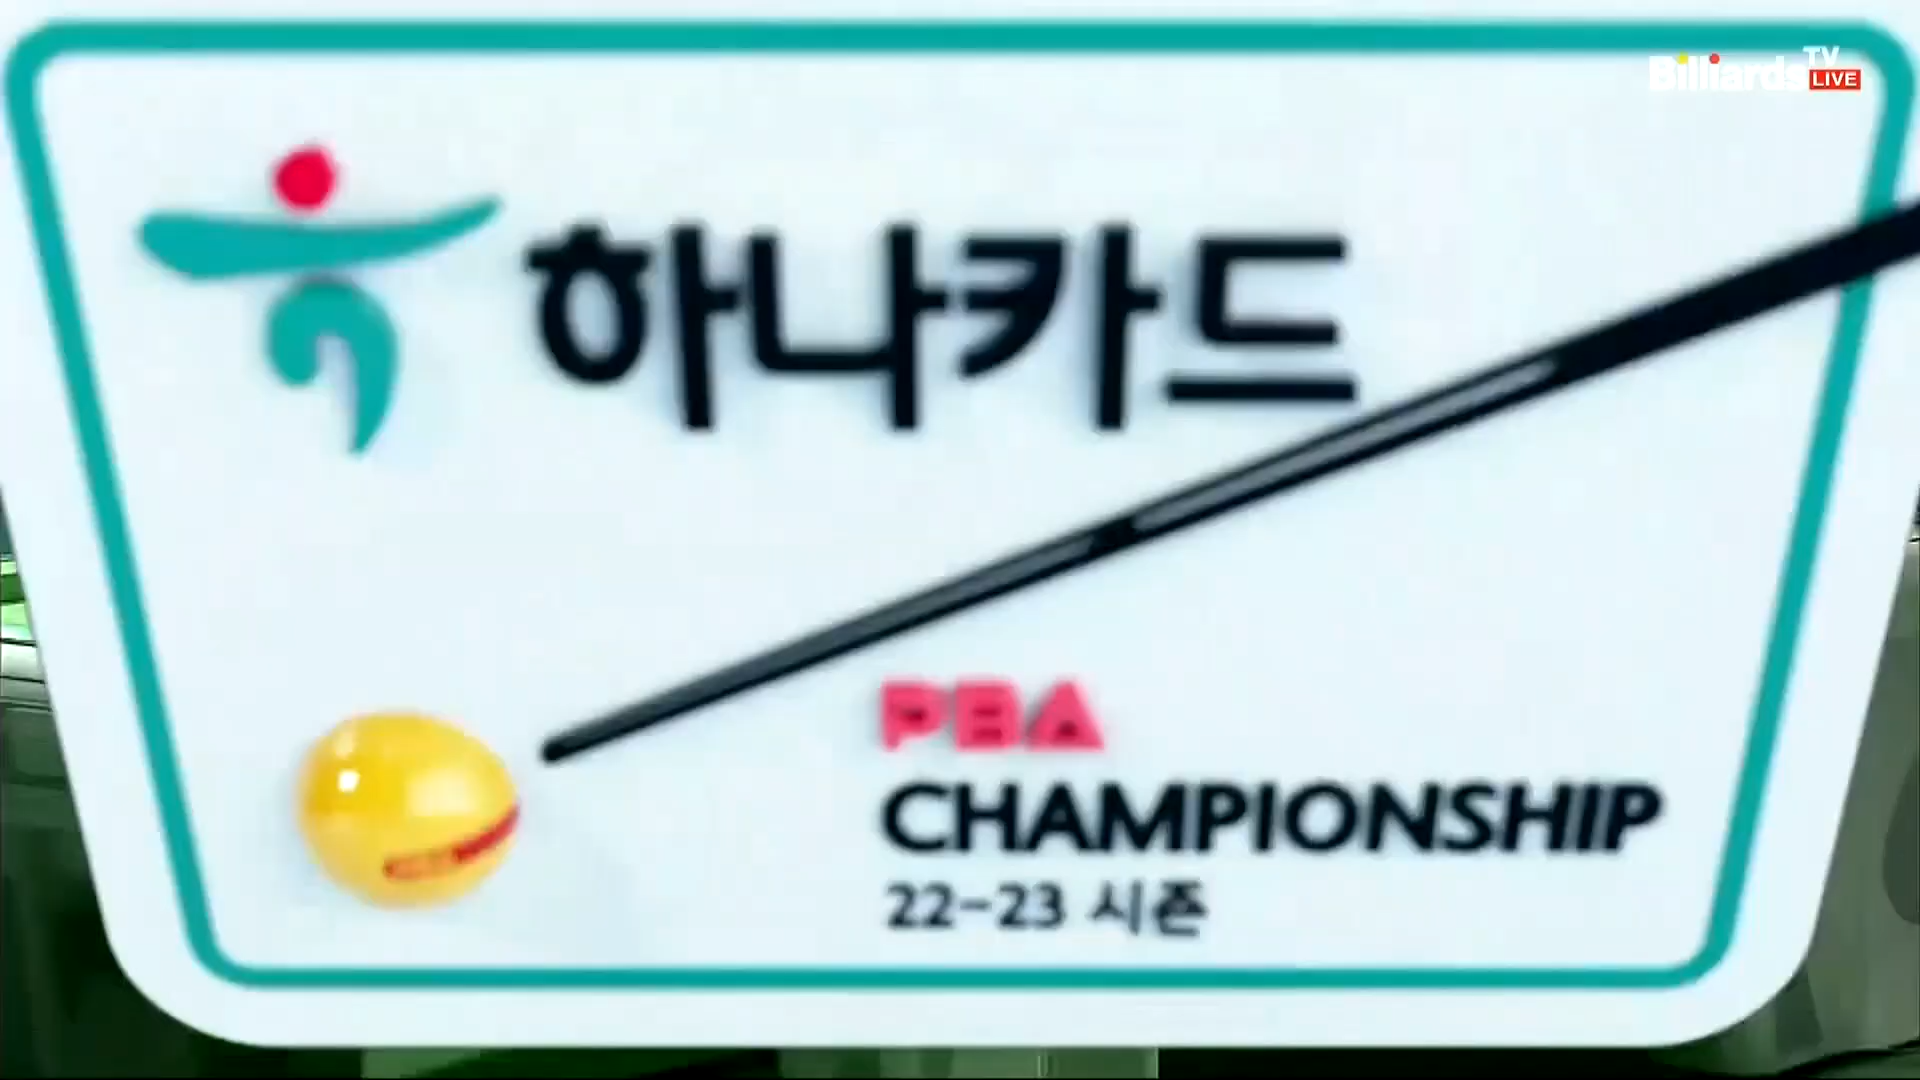 Billiards TV
LIVE
하나카드
PBA
CHAMPIONSHIP
22-23 시즌